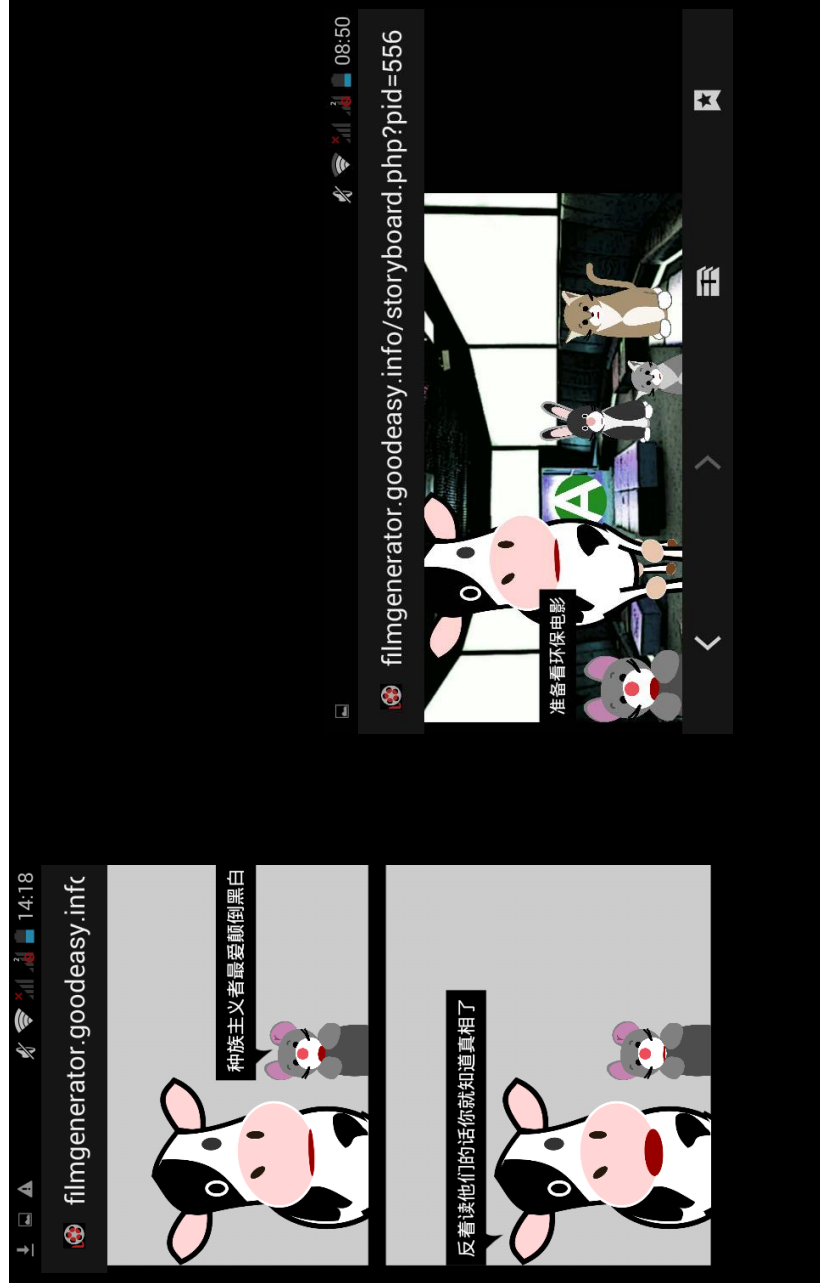 14:18
filmgenerator.goodeasy.info
种族主义者最爱颠倒黑白
反着读他们的话你就知道真相了
08:50
filmgenerator.goodeasy.info/storyboard.php?pid=556
A
准备看环保电影